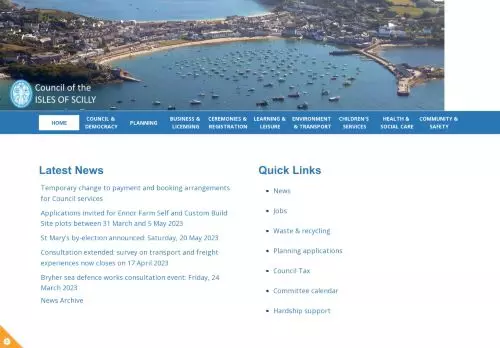 Council of the
ISLES OF SCILLY
HOME
COUNCIL &
DEMOCRACY
PLANNING
BUSINESS &
LICENSING
CEREMONIES &
REGISTRATION
LEARNING &
LEISURE
ENVIRONMENT
& TRANSPORT
CHILDREN'S
SERVICES
HEALTH &
SOCIAL CARE
COMMUNITY &
SAFETY
Latest News
Temporary change to payment and booking arrangements
for Council services
Applications invited for Ennor Farm Self and Custom Build
Site plots between 31 March and 5 May 2023
St Mary's by-election announced: Saturday, 20 May 2023
Consultation extended: survey on transport and freight
experiences now closes on 17 April 2023
Bryher sea defence works consultation event: Friday, 24
March 2023
News Archive
Quick Links
News
Jobs
Waste & recycling
Planning applications
Council Tax
Committee calendar
Hardship support